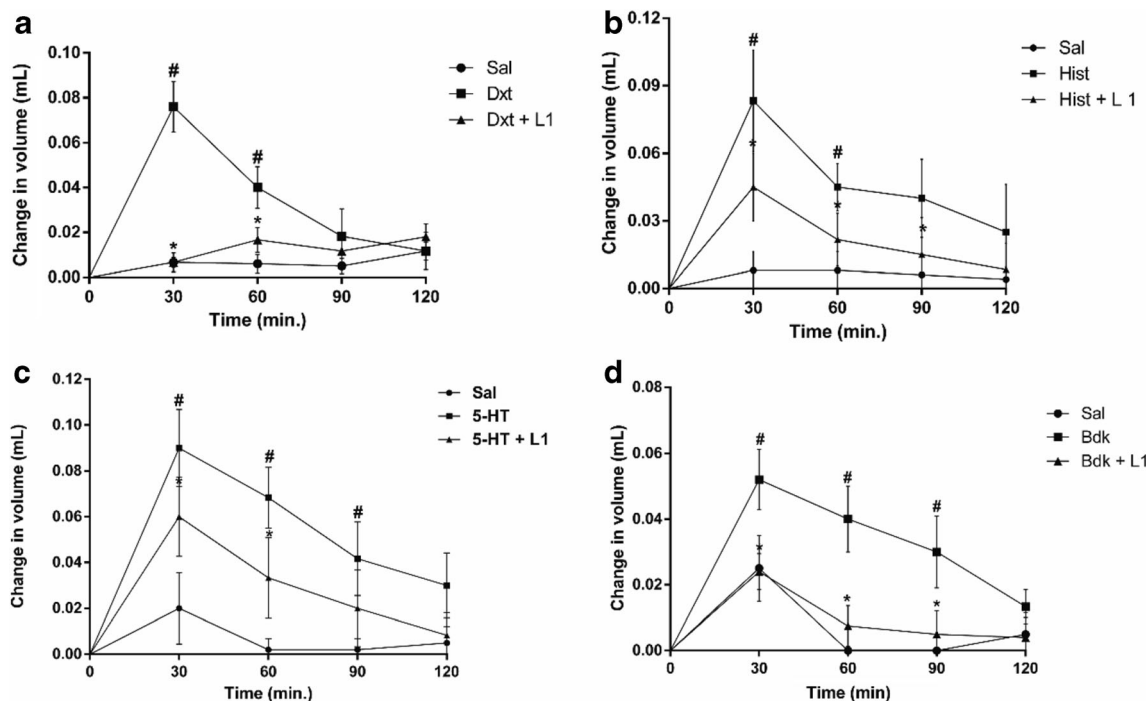 a
Change in volume (mL)
0.10
0.08
0.06
0.04
0.02
0.00
#
#
*
*
Sal
Dxt
Dxt + L1
0 30 60 90 120
Time (min.)
b
Change in volume (mL)
0.12
0.09
0.06
0.03
0.00
#
*
#
*
*
Sal
Hist
Hist + L 1
0 30 60 90 120
Time (min.)
c
Change in volume (mL)
0.12
0.10
0.08
0.06
0.04
0.02
0.00
#
*
#
*
#
Sal
5-HT
5-HT + L1
0 30 60 90 120
Time (min.)
d
Change in volume (mL)
0.08
0.06
0.04
0.02
0.00
#
*
#
*
#
*
Sal
Bdk
Bdk + L1
0 30 60 90 120
Time (min)